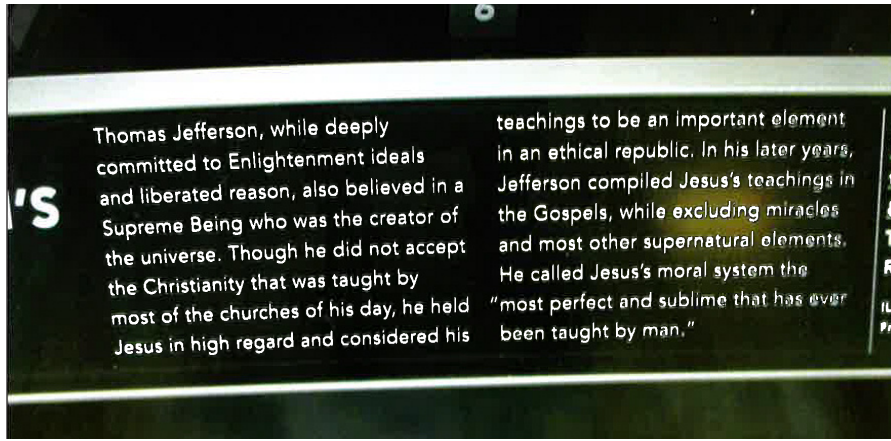 6
'S
Thomas Jefferson, while deeply
committed to Enlightenment ideals
and liberated reason, also believed in a
Supreme Being who was the creator of
the universe. Though he did not accept
the Christianity that was taught by
most of the churches of his day, he held
Jesus in high regard and considered his
teachings to be an important element
in an ethical republic. In his later years,
Jefferson compiled Jesus's teachings in
the Gospels, while excluding miracles
and most other supernatural elements.
He called Jesus's moral system the
"most perfect and sublime that has ever
been taught by man."